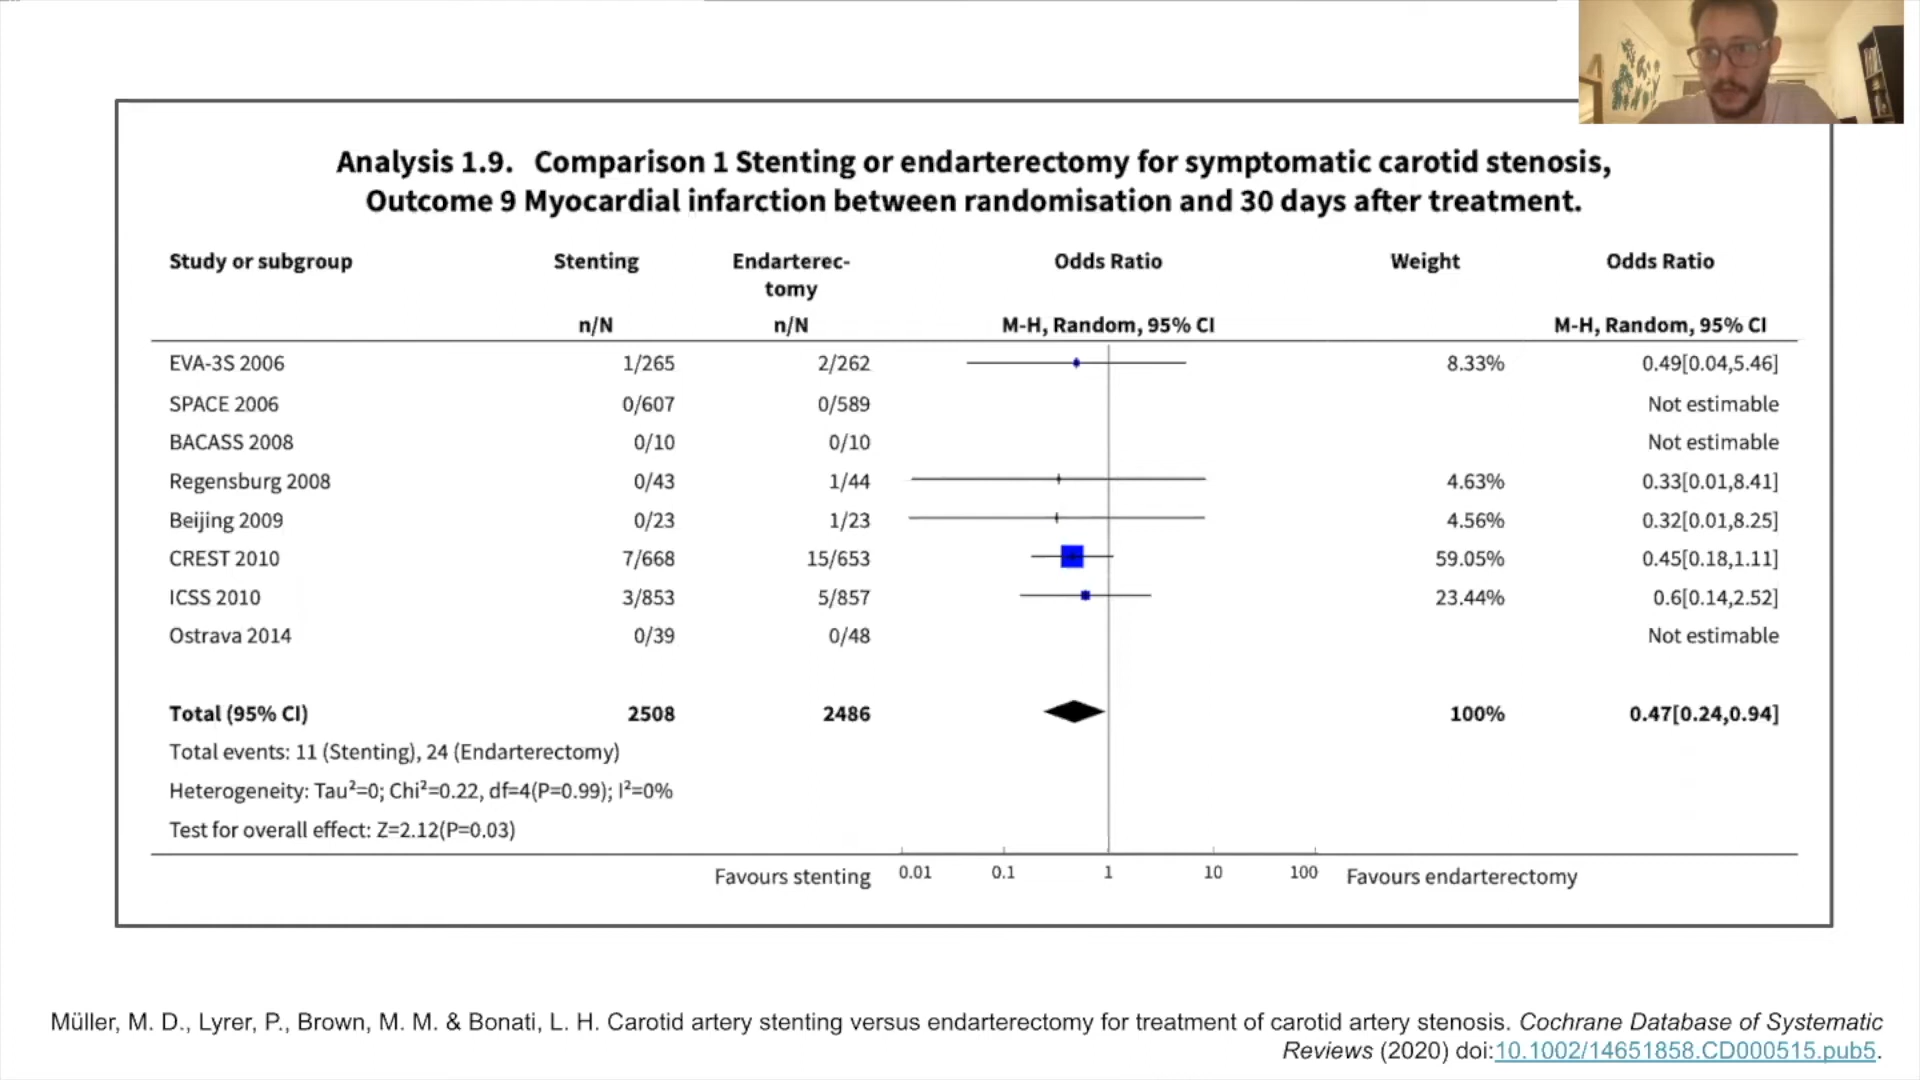 Analysis 1.9. Comparison 1 Stenting or endarterectomy for symptomatic carotid stenosis,
Outcome 9 Myocardial infarction between randomisation and 30 days after treatment.
Study or subgroup Stenting Endarterec- Odds Ratio Weight Odds Ratio
tomy
n/N n/N M-H, Random, 95% CI M-H, Random, 95% CI
EVA-3S 2006 1/265 2/262 8.33% 0.49[0.04,5.46]
SPACE 2006 0/607 0/589 Not estimable
BACASS 2008 0/10 0/10 Not estimable
Regensburg 2008 0/43 1/44 4.63% 0.33[0.01,8.41]
Beijing 2009 0/23 1/23 4.56% 0.32[0.01,8.25]
CREST 2010 7/668 15/653 59.05% 0.45[0.18,1.11]
ICSS 2010 3/853 5/857 23.44% 0.6[0.14,2.52]
Ostrava 2014 0/39 0/48 Not estimable
Total (95% CI) 2508 2486 100% 0.47[0.24,0.94]
Total events: 11 (Stenting), 24 (Endarterectomy)
Heterogeneity: Tau²=0; Chi²=0.22, df=4(P=0.99); I²=0%
Test for overall effect: Z=2.12(P=0.03)
Favours stenting 0.01 0.1 1 10 100 Favours endarterectomy
Müller, M. D., Lyrer, P., Brown, M. M. & Bonati, L. H. Carotid artery stenting versus endarterectomy for treatment of carotid artery stenosis. Cochrane Database of Systematic
Reviews (2020) doi:10.1002/14651858.CD000515.pub5.